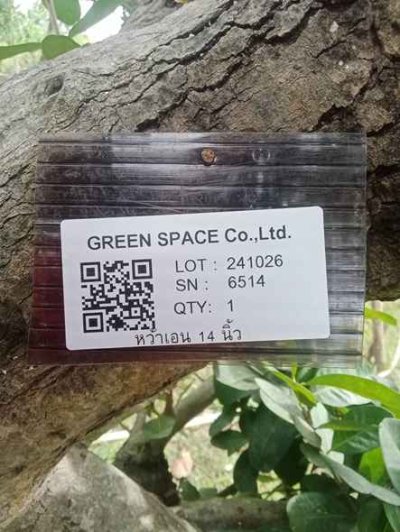 GREEN SPACE Co.,Ltd.
LOT : 241026
SN : 6514
QTY: 1
หว้าเอน 14 นิ้ว